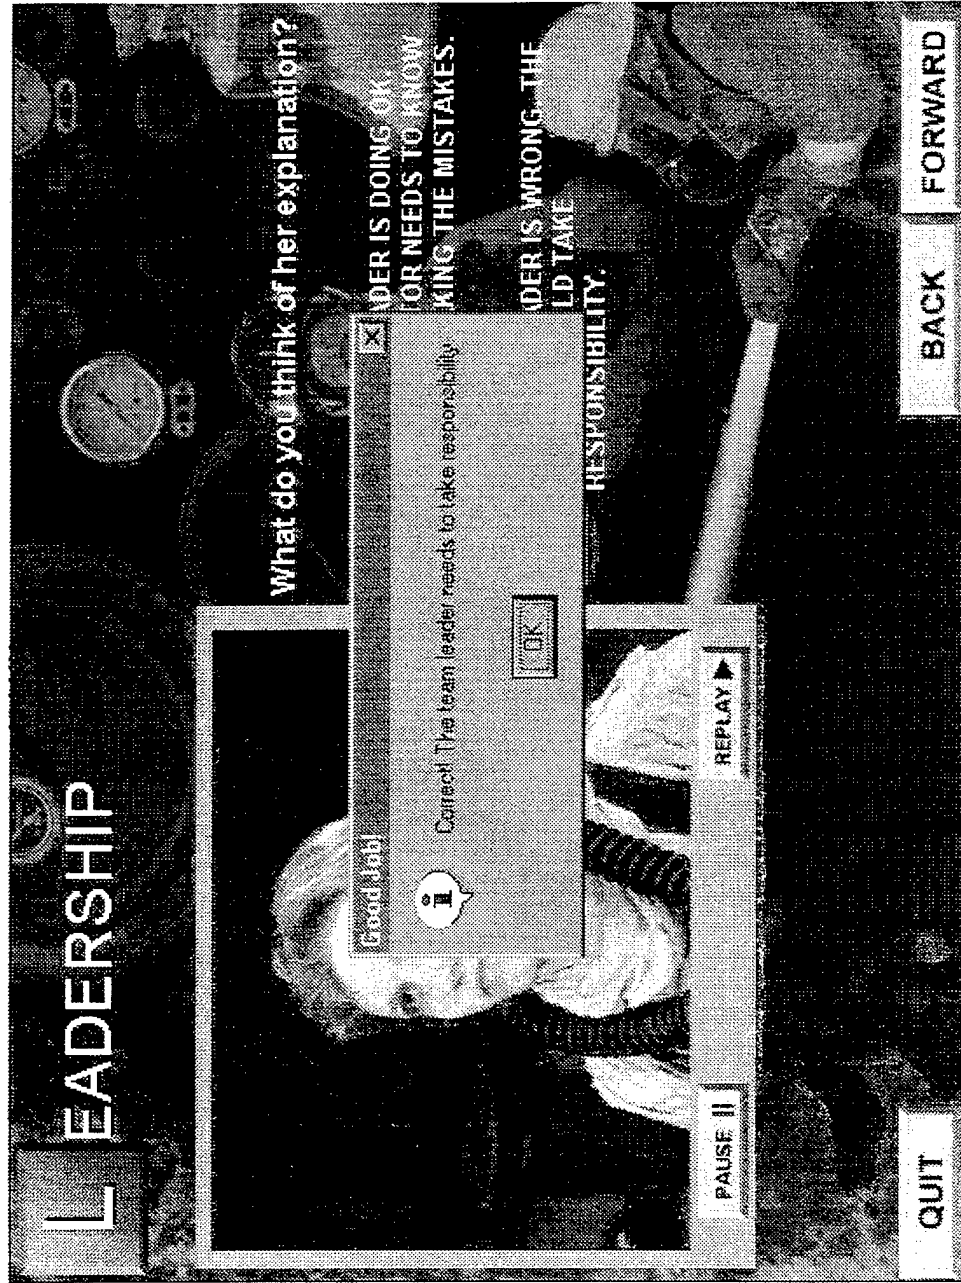 LEADERSHIP
What do you think of her explanation?
ADER IS DOING OK.
OR NEEDS TO KNOW
KING THE MISTAKES.
ADER IS WRONG. THE
LD TAKE
RESPONSIBILITY.
Good Job!
Correct! The team leader needs to take responsibility.
OK
PAUSE II
REPLAY
QUIT
BACK
FORWARD